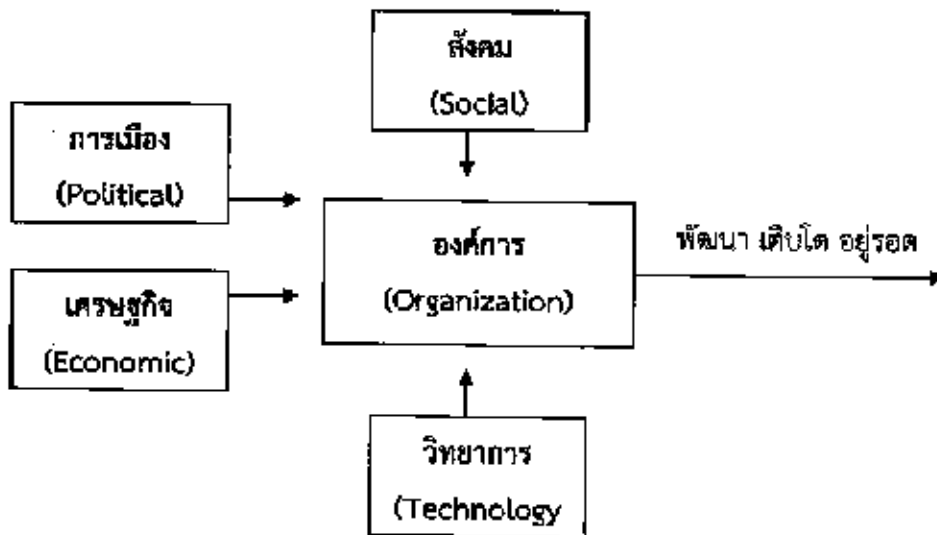 สังคม
(Social)
การเมือง
(Political)
องค์การ
(Organization)
พัฒนา เติบโต อยู่รอด
เศรษฐกิจ
(Economic)
วิทยาการ
(Technology